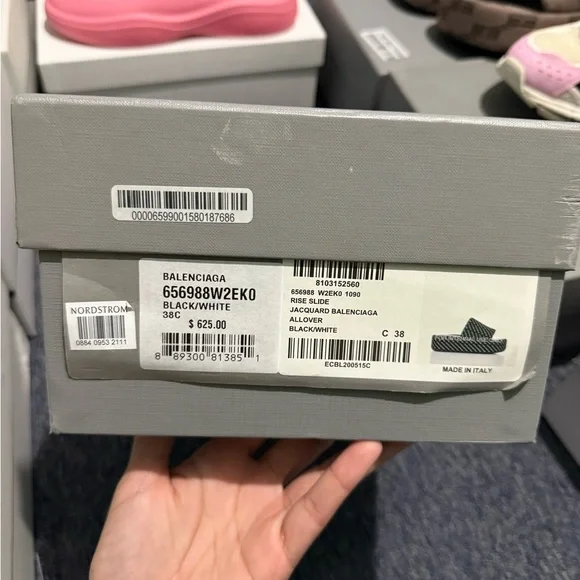 00006599001580187686
NORDSTROM
0884 0953 2111
BALENCIAGA
656988W2EK0
BLACK/WHITE
38C
$ 625.00
8 89300 81385 1
8103152560
656988 W2EK0 1090
RISE SLIDE
JACQUARD BALENCIAGA
ALLOVER
BLACK/WHITE
C 38
ECBL200515C
MADE IN ITALY